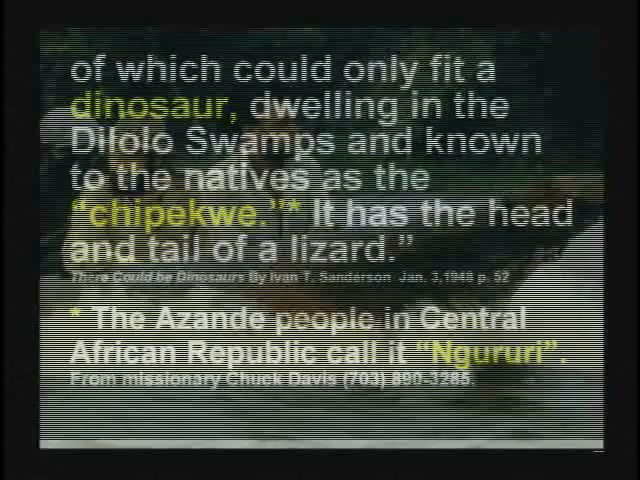 of which could only fit a
dinosaur, dwelling in the
Dilolo Swamps and known
to the natives as the
“chipekwe.”* It has the head
and tail of a lizard.”
There Could be Dinosaurs By Ivan T. Sanderson Jan. 3,1948 p. 52
* The Azande people in Central
African Republic call it “Ngururi”.
From missionary Chuck Davis (703) 890-3285.